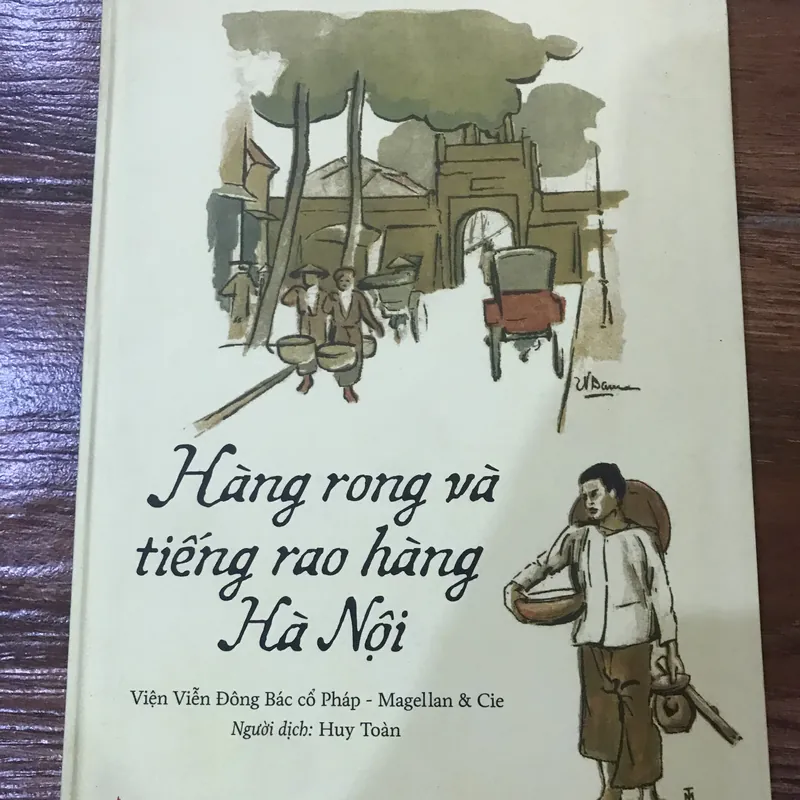 Hàng rong và
tiếng rao hàng
Hà Nội
Viện Viễn Đông Bác cổ Pháp - Magellan & Cie
Người dịch: Huy Toàn